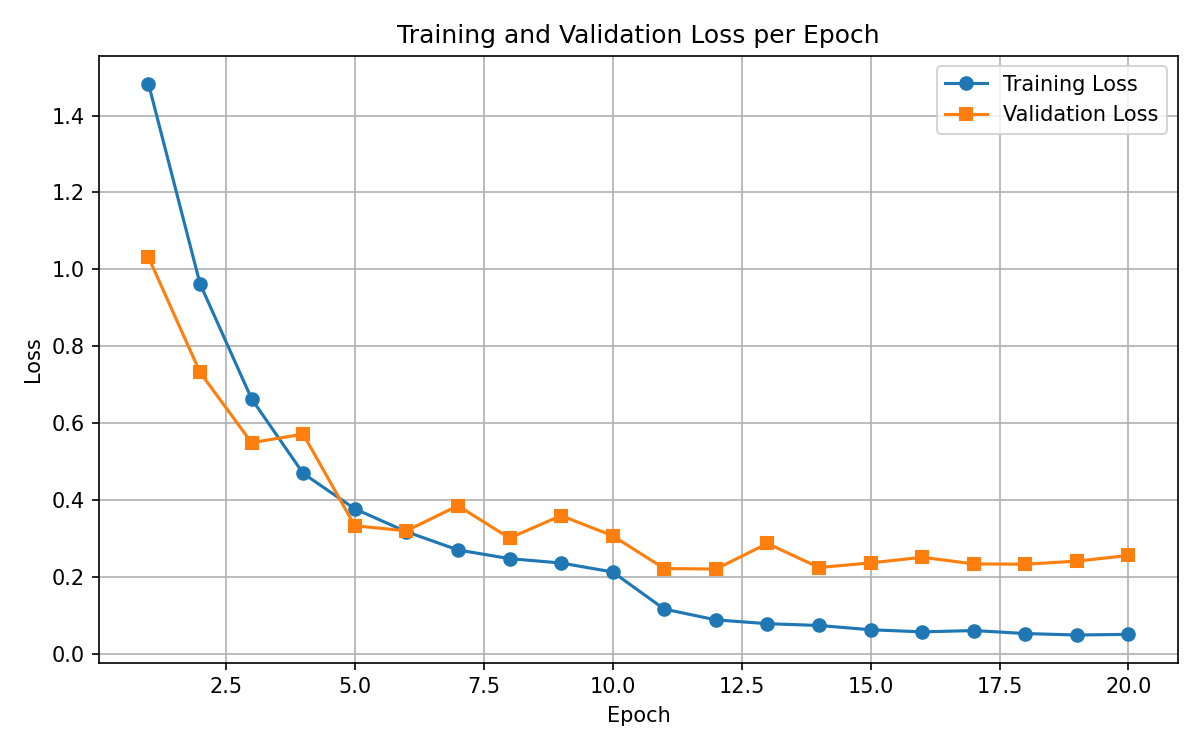 Training and Validation Loss per Epoch
Training Loss
Validation Loss
Loss
1.4
1.2
1.0
0.8
0.6
0.4
0.2
0.0
2.5 5.0 7.5 10.0 12.5 15.0 17.5 20.0
Epoch